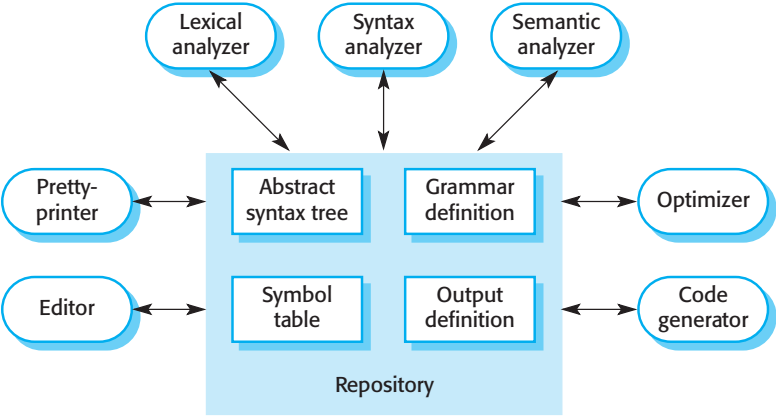 Lexical
analyzer
Syntax
analyzer
Semantic
analyzer
Pretty-
printer
Abstract
syntax tree
Grammar
definition
Optimizer
Editor
Symbol
table
Output
definition
Code
generator
Repository